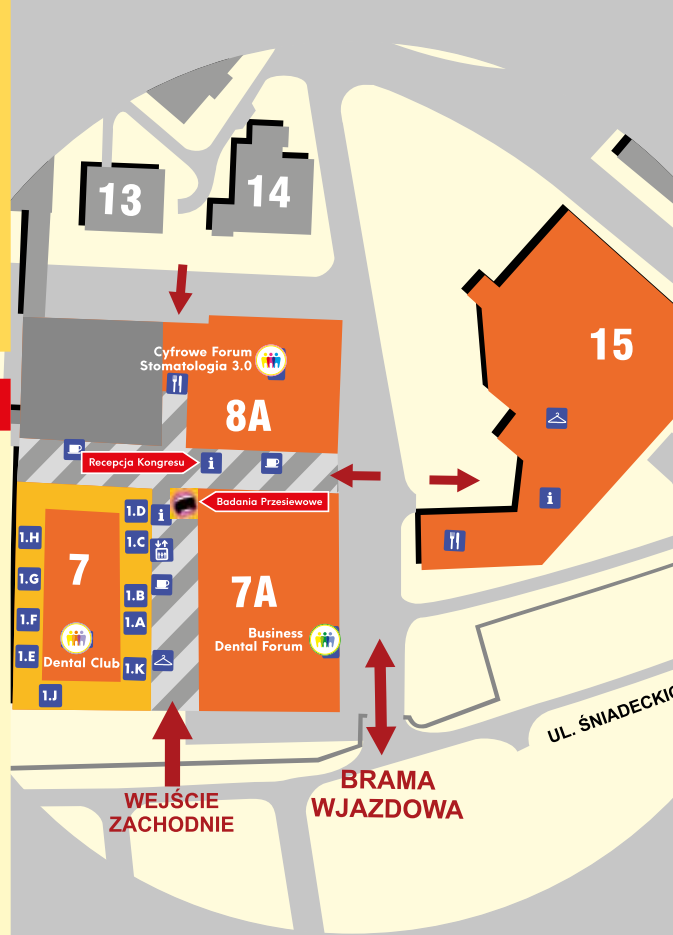 13
14
15
Cyfrowe Forum
Stomatologia 3.0
8A
Recepcja Kongresu
i
i
Badania Przesiewowe
1.D
i
1.H
1.C
7
1.G
7A
1.B
1.F
1.A
Business
Dental Forum
1.E
Dental Club
1.K
1.J
UL. ŚNIADECKIC
BRAMA
WJAZDOWA
WEJŚCIE
ZACHODNIE